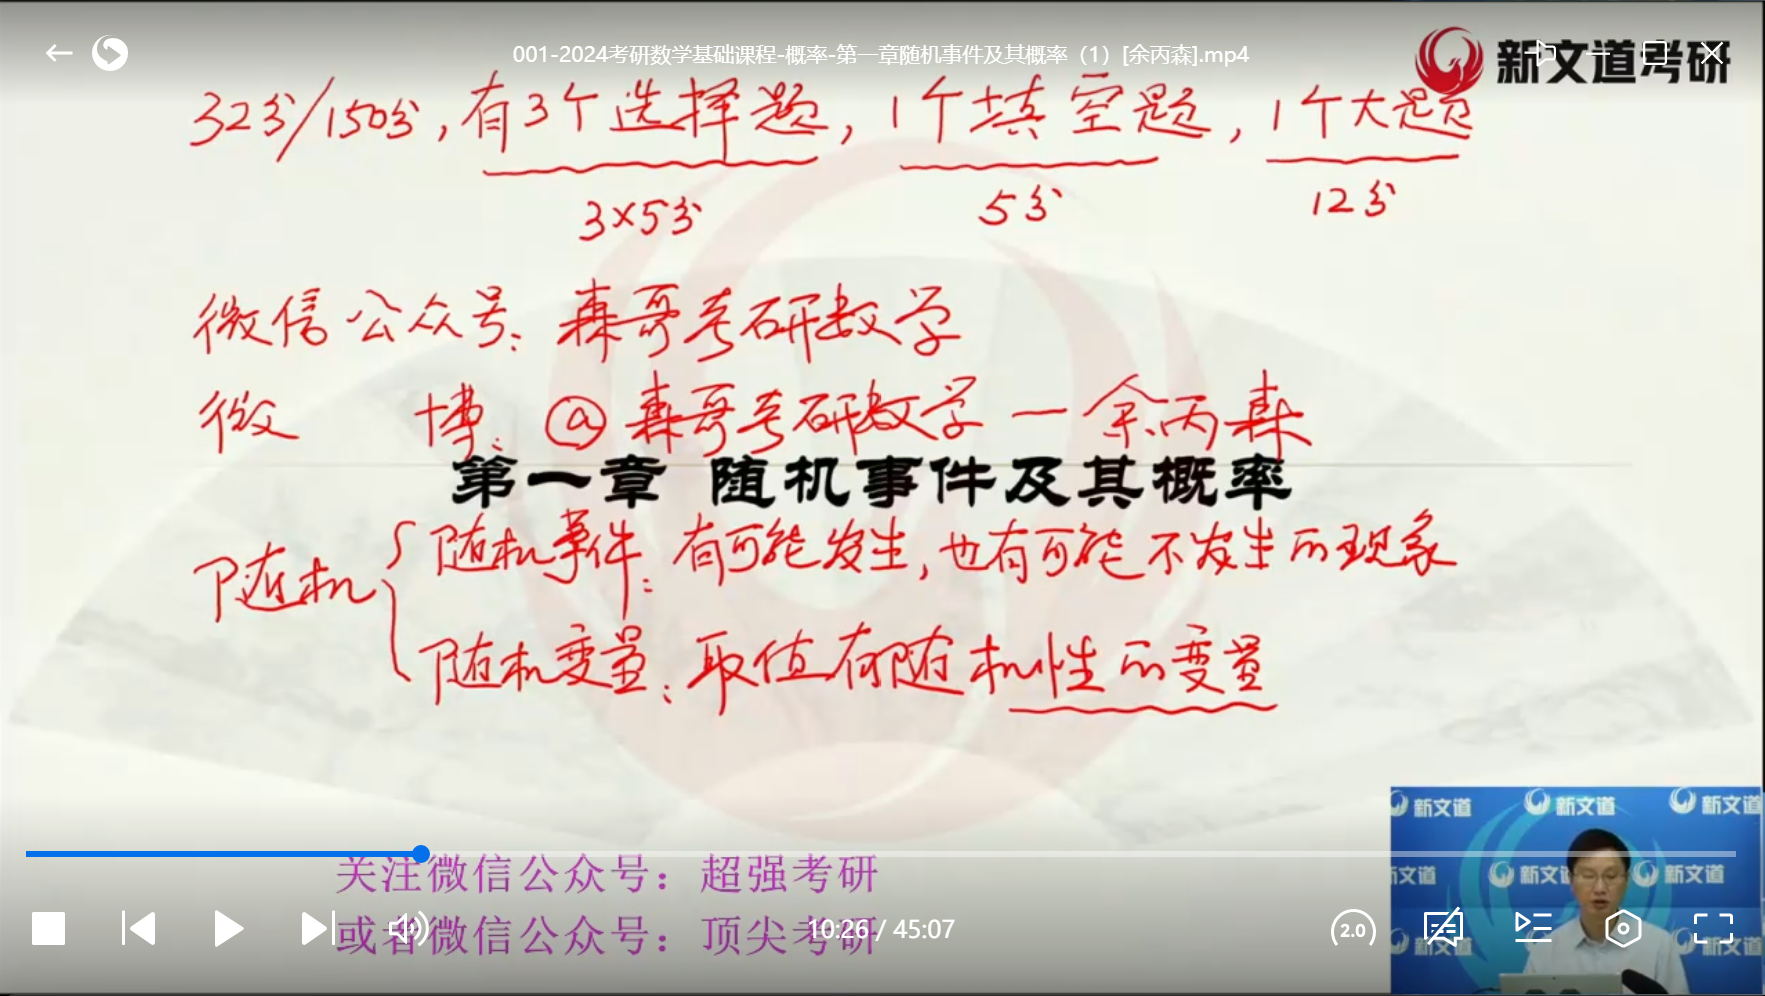 001-2024考研数学基础课程-概率-第一章随机事件及其概率（1）[余丙森].mp4
新文道考研
32分/150分,有3个选择题,1个填空题,1个大题
3×5分 5分 12分
微信公众号:森哥考研数学
微 博:@森哥考研数学—余丙森
第一章 随机事件及其概率
随机
随机事件:有可能发生,也有可能不发生的现象
随机变量:取值有随机性的变量
新文道 新文道 新文道
新文道 新文道 新文道
新文道 新文道
关注微信公众号：超强考研
或者微信公众号：顶尖考研
10:26 / 45:07
2.0